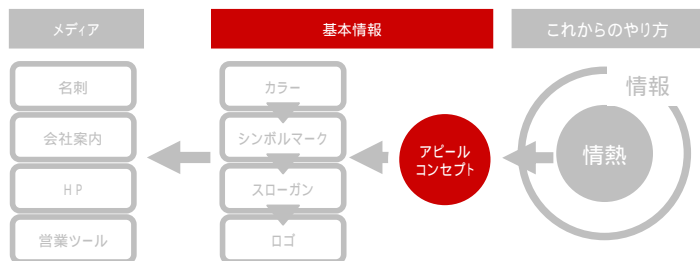 メディア
基本情報
これからのやり方
名刺
会社案内
HP
営業ツール
カラー
シンボルマーク
スローガン
ロゴ
アピール
コンセプト
情報
情熱